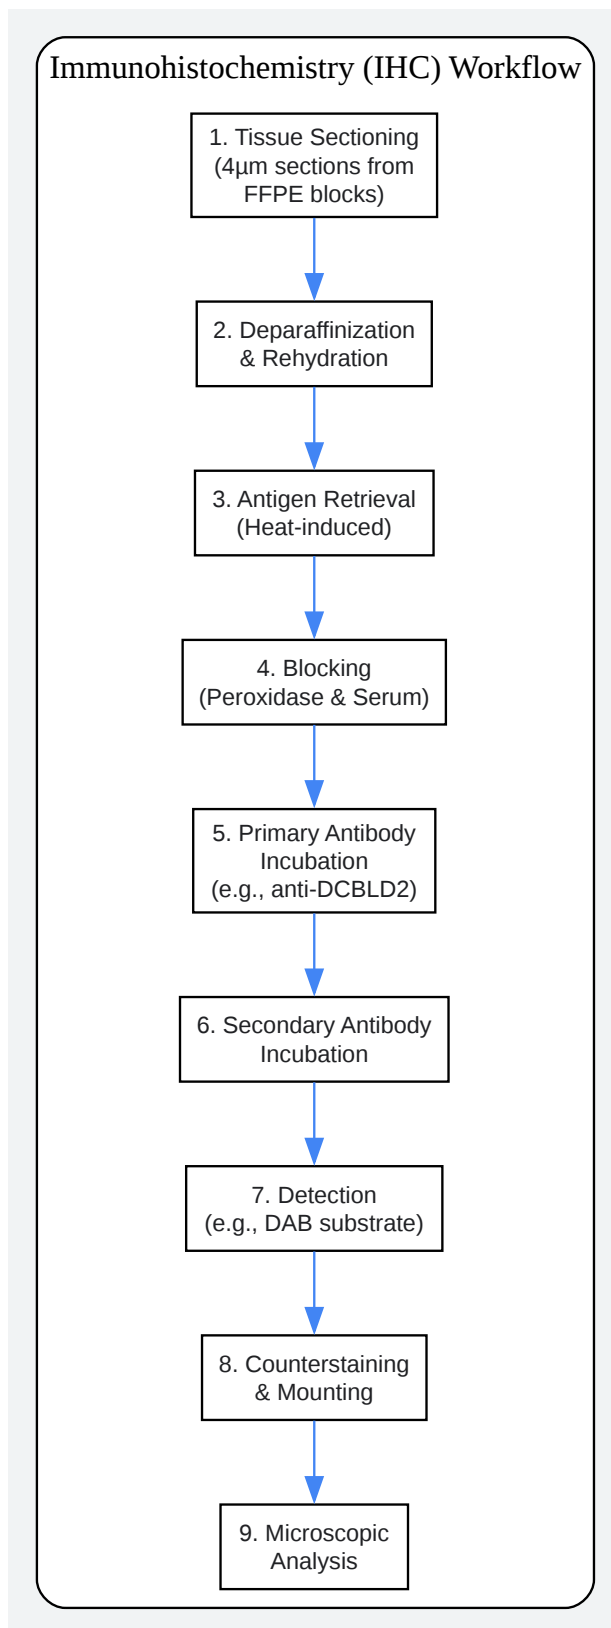 Immunohistochemistry (IHC) Workflow
1. Tissue Sectioning
(4µm sections from
FFPE blocks)
2. Deparaffinization
& Rehydration
3. Antigen Retrieval
(Heat-induced)
4. Blocking
(Peroxidase & Serum)
5. Primary Antibody
Incubation
(e.g., anti-DCBLD2)
6. Secondary Antibody
Incubation
7. Detection
(e.g., DAB substrate)
8. Counterstaining
& Mounting
9. Microscopic
Analysis